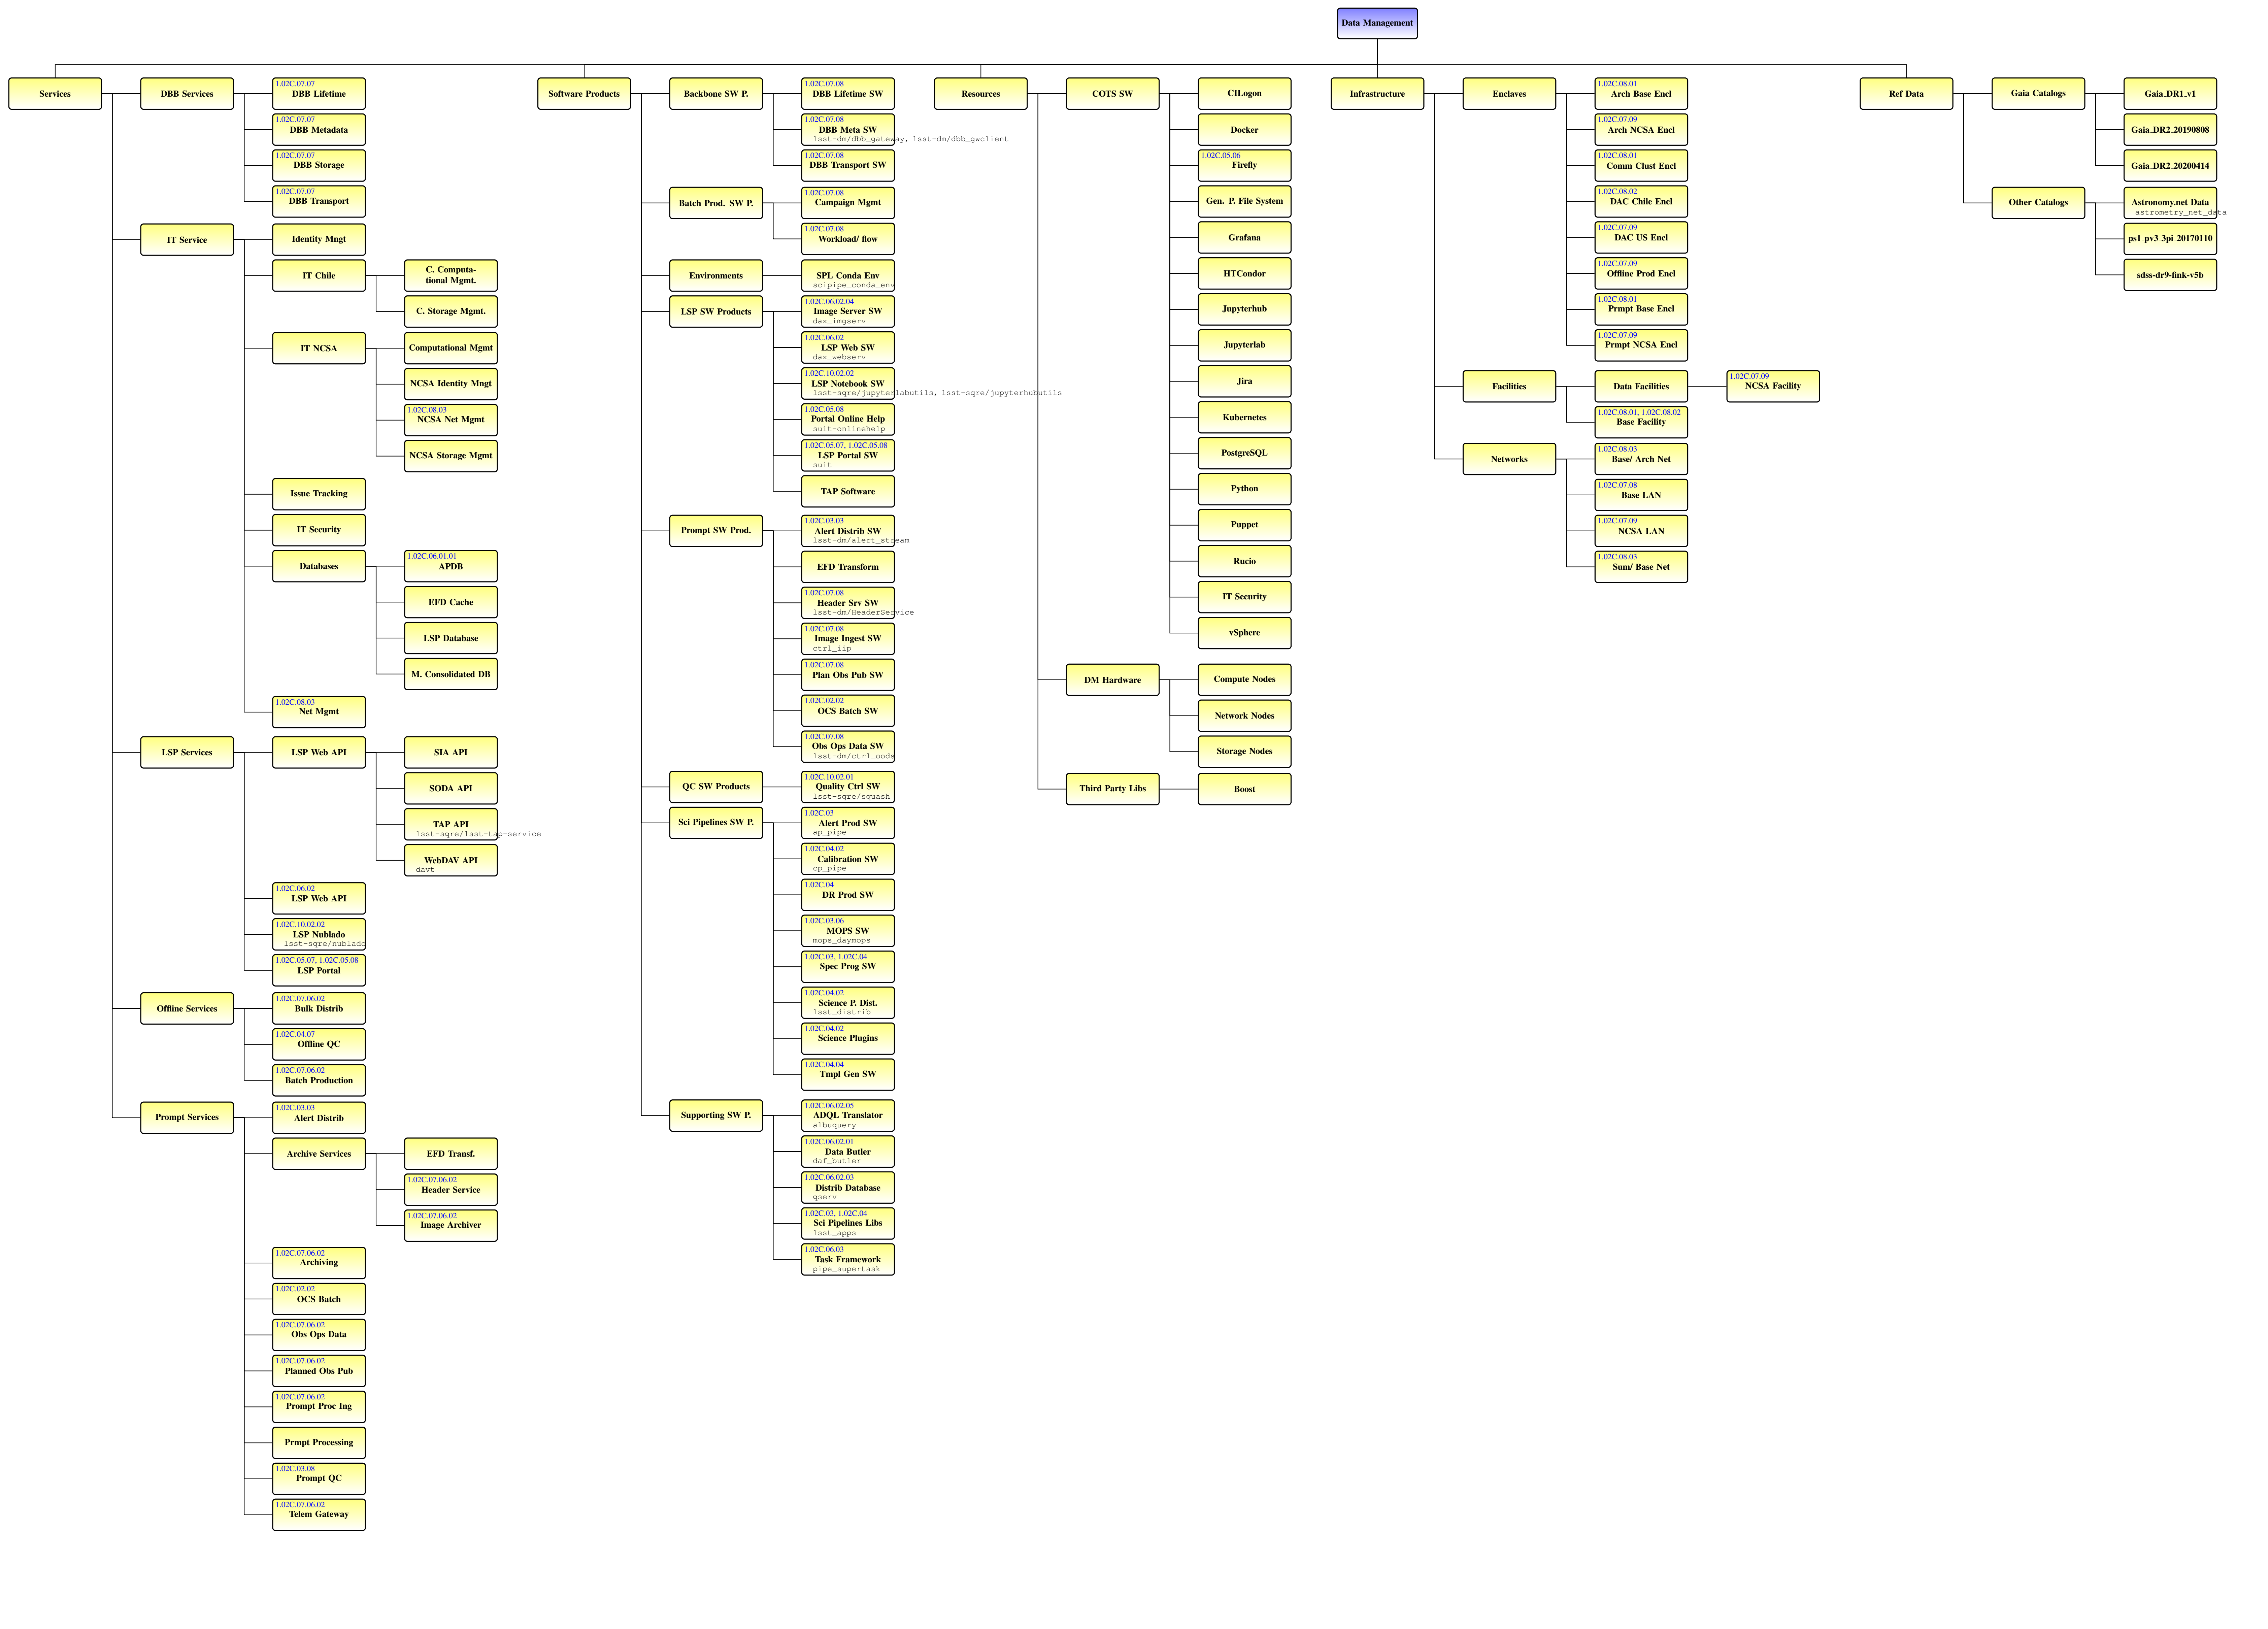 Data Management
Services
DBB Services
1.02C.07.07
DBB Lifetime
1.02C.07.07
DBB Metadata
1.02C.07.07
DBB Storage
1.02C.07.07
DBB Transport
IT Service
Identity Mngt
IT Chile
C. Computa-
tional Mgmt.
C. Storage Mgmt.
IT NCSA
Computational Mgmt
NCSA Identity Mngt
1.02C.08.03
NCSA Net Mgmt
NCSA Storage Mgmt
Issue Tracking
IT Security
Databases
1.02C.06.01.01
APDB
EFD Cache
LSP Database
M. Consolidated DB
1.02C.08.03
Net Mgmt
LSP Services
LSP Web API
SIA API
SODA API
TAP API
lsst-sqre/lsst-tap-service
WebDAV API
davt
1.02C.06.02
LSP Web API
1.02C.10.02.02
LSP Nublado
lsst-sqre/nublado
1.02C.05.07, 1.02C.05.08
LSP Portal
Offline Services
1.02C.07.06.02
Bulk Distrib
1.02C.04.07
Offline QC
1.02C.07.06.02
Batch Production
Prompt Services
1.02C.03.03
Alert Distrib
Archive Services
EFD Transf.
1.02C.07.06.02
Header Service
1.02C.07.06.02
Image Archiver
1.02C.07.06.02
Archiving
1.02C.02.02
OCS Batch
1.02C.07.06.02
Obs Ops Data
1.02C.07.06.02
Planned Obs Pub
1.02C.07.06.02
Prompt Proc Ing
Prmpt Processing
1.02C.03.08
Prompt QC
1.02C.07.06.02
Telem Gateway
Software Products
Backbone SW P.
1.02C.07.08
DBB Lifetime SW
1.02C.07.08
DBB Meta SW
lsst-dm/dbb_gateway, lsst-dm/dbb_gwclient
1.02C.07.08
DBB Transport SW
Batch Prod. SW P.
1.02C.07.08
Campaign Mgmt
1.02C.07.08
Workload/ flow
Environments
SPL Conda Env
scipipe_conda_env
LSP SW Products
1.02C.06.02.04
Image Server SW
dax_imgserv
1.02C.06.02
LSP Web SW
dax_webserv
1.02C.10.02.02
LSP Notebook SW
lsst-sqre/jupyterlabutils, lsst-sqre/jupyterhubutils
1.02C.05.08
Portal Online Help
suit-onlinehelp
1.02C.05.07, 1.02C.05.08
LSP Portal SW
suit
TAP Software
Prompt SW Prod.
1.02C.03.03
Alert Distrib SW
lsst-dm/alert_stream
EFD Transform
1.02C.07.08
Header Srv SW
lsst-dm/HeaderService
1.02C.07.08
Image Ingest SW
ctrl_iip
1.02C.07.08
Plan Obs Pub SW
1.02C.02.02
OCS Batch SW
1.02C.07.08
Obs Ops Data SW
lsst-dm/ctrl_oods
QC SW Products
1.02C.10.02.01
Quality Ctrl SW
lsst-sqre/squash
Sci Pipelines SW P.
1.02C.03
Alert Prod SW
ap_pipe
1.02C.04.02
Calibration SW
cp_pipe
1.02C.04
DR Prod SW
1.02C.03.06
MOPS SW
mops_daymops
1.02C.03, 1.02C.04
Spec Prog SW
1.02C.04.02
Science P. Dist.
lsst_distrib
1.02C.04.02
Science Plugins
1.02C.04.04
Tmpl Gen SW
Supporting SW P.
1.02C.06.02.05
ADQL Translator
albuquery
1.02C.06.02.01
Data Butler
daf_butler
1.02C.06.02.03
Distrib Database
qserv
1.02C.03, 1.02C.04
Sci Pipelines Libs
lsst_apps
1.02C.06.03
Task Framework
pipe_supertask
Resources
COTS SW
CILogon
Docker
1.02C.05.06
Firefly
Gen. P. File System
Grafana
HTCondor
Jupyterhub
Jupyterlab
Jira
Kubernetes
PostgreSQL
Python
Puppet
Rucio
IT Security
vSphere
DM Hardware
Compute Nodes
Network Nodes
Storage Nodes
Third Party Libs
Boost
Infrastructure
Enclaves
1.02C.08.01
Arch Base Encl
1.02C.07.09
Arch NCSA Encl
1.02C.08.01
Comm Clust Encl
1.02C.08.02
DAC Chile Encl
1.02C.07.09
DAC US Encl
1.02C.07.09
Offline Prod Encl
1.02C.08.01
Prmpt Base Encl
1.02C.07.09
Prmpt NCSA Encl
Facilities
Data Facilities
1.02C.07.09
NCSA Facility
1.02C.08.01, 1.02C.08.02
Base Facility
Networks
1.02C.08.03
Base/ Arch Net
1.02C.07.08
Base LAN
1.02C.07.09
NCSA LAN
1.02C.08.03
Sum/ Base Net
Ref Data
Gaia Catalogs
Gaia_DR1_v1
Gaia_DR2_20190808
Gaia_DR2_20200414
Other Catalogs
Astronomy.net Data
astrometry_net_data
ps1_pv3_3pi_20170110
sdss-dr9-fink-v5b